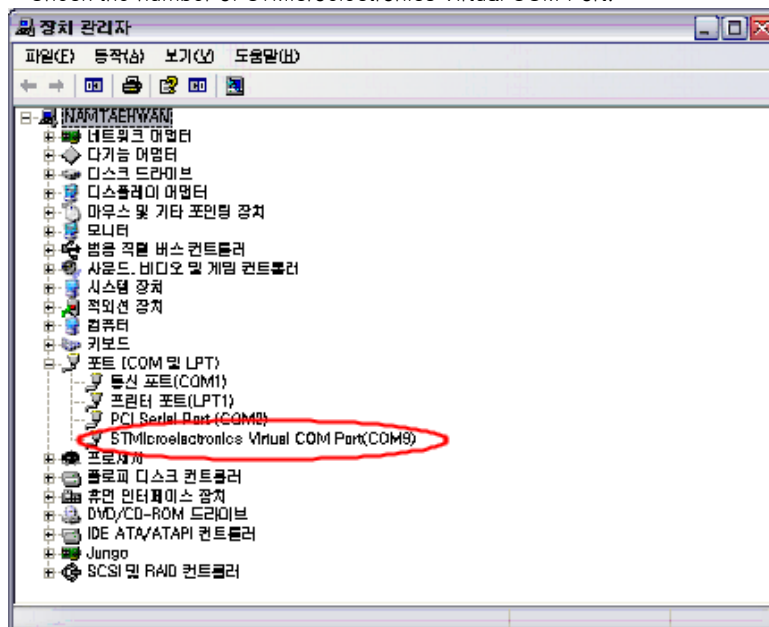 Check the number of STMicroelectronics Virtual COM Port.
장치 관리자
파일(F) 동작(A) 보기(V) 도움말(H)
NAMTAEHWAN
네트워크 어댑터
다기능 어댑터
디스크 드라이브
디스플레이 어댑터
마우스 및 기타 포인팅 장치
모니터
범용 직렬 버스 컨트롤러
사운드, 비디오 및 게임 컨트롤러
시스템 장치
적외선 장치
컴퓨터
키보드
포트 (COM 및 LPT)
통신 포트(COM1)
프린터 포트(LPT1)
PCI Serial Port (COM2)
STMicroelectronics Virtual COM Port(COM9)
프로세서
플로피 디스크 컨트롤러
휴먼 인터페이스 장치
DVD/CD-ROM 드라이브
IDE ATA/ATAPI 컨트롤러
Jungo
SCSI 및 RAID 컨트롤러